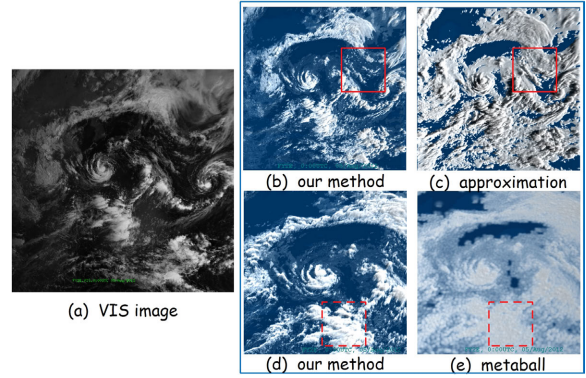 (a) VIS image
(b) our method
(c) approximation
(d) our method
(e) metaball